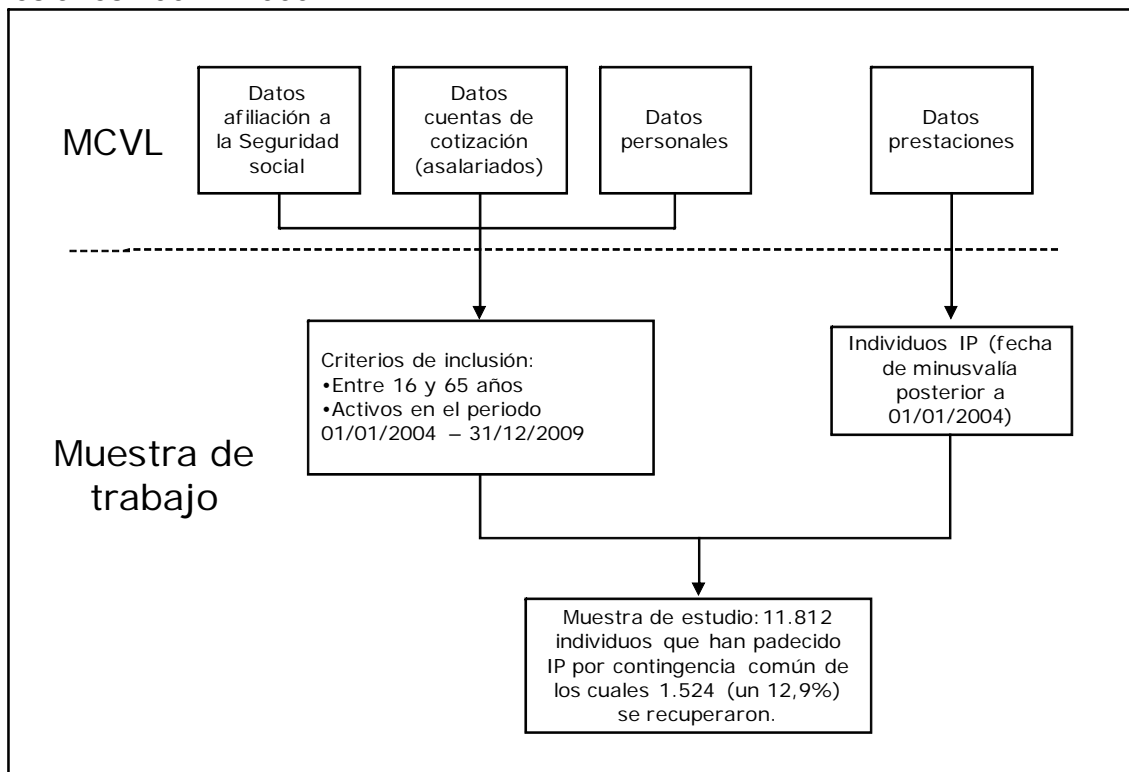 MCVL
Datos
afiliación a
la Seguridad
social
Datos
cuentas de
cotización
(asalariados)
Datos
personales
Datos
prestaciones
Muestra de
trabajo
Criterios de inclusión:
•Entre 16 y 65 años
•Activos en el periodo
01/01/2004 – 31/12/2009
Individuos IP (fecha
de minusvalía
posterior a
01/01/2004)
Muestra de estudio: 11.812
individuos que han padecido
IP por contingencia común de
los cuales 1.524 (un 12,9%)
se recuperaron.